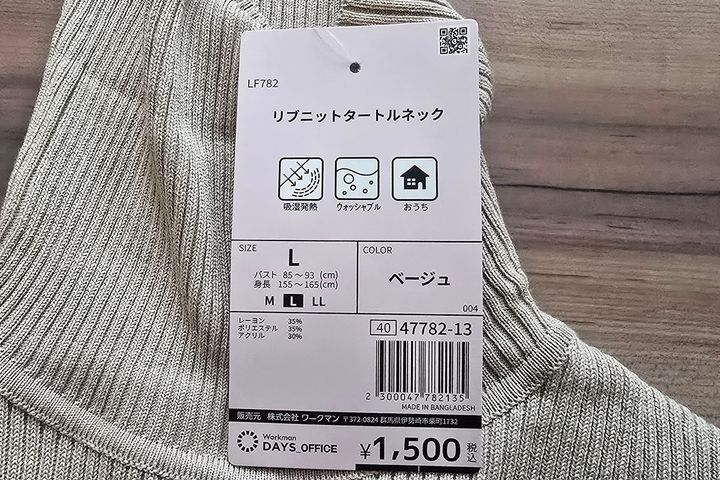 LF782
リブニットタートルネック
吸湿発熱 ウォッシャブル おうち
SIZE
L
バスト 85～93 (cm)
身長 155～165(cm)
M L LL
COLOR
ベージュ
004
レーヨン 35%
ポリエステル 35%
アクリル 30%
40 47782-13
2 300047 782135
MADE IN BANGLADESH
販売元 株式会社 ワークマン 〒372-0824 群馬県伊勢崎市柴町1732
Workman
DAYS_OFFICE
¥1,500 税込